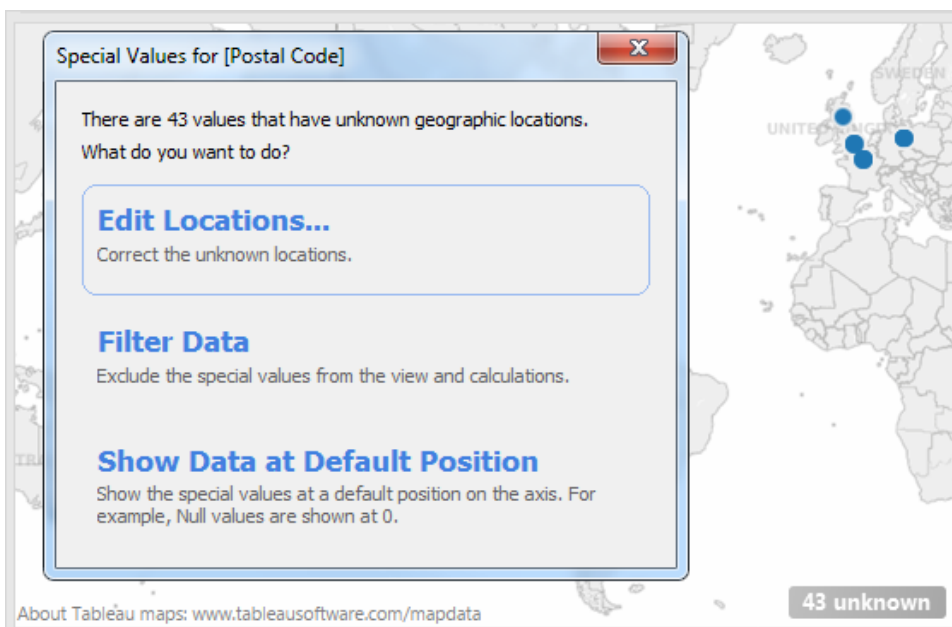 Special Values for [Postal Code]
There are 43 values that have unknown geographic locations.
What do you want to do?
Edit Locations...
Correct the unknown locations.
Filter Data
Exclude the special values from the view and calculations.
Show Data at Default Position
Show the special values at a default position on the axis. For
example, Null values are shown at 0.
SWEDEN
About Tableau maps: www.tableausoftware.com/mapdata
43 unknown